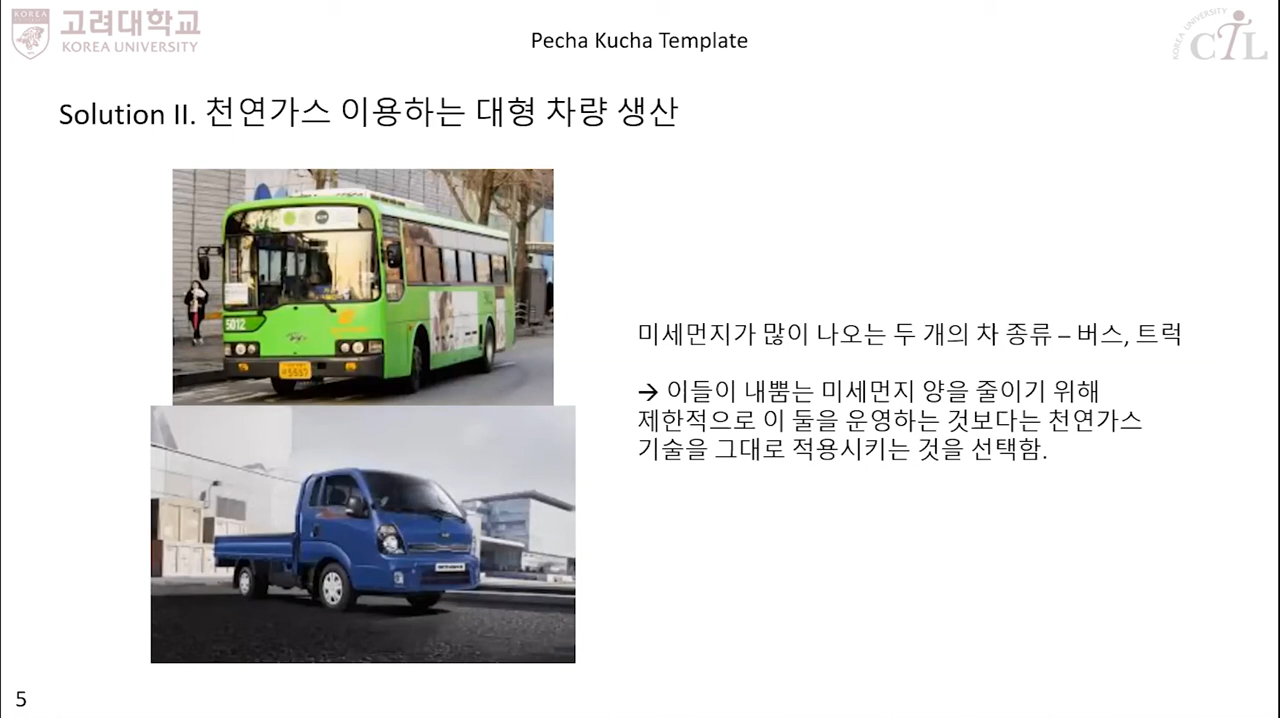 고려대학교
KOREA UNIVERSITY
Pecha Kucha Template
KOREA UNIVERSITY
CTL
Solution II. 천연가스 이용하는 대형 차량 생산
5012
미세먼지가 많이 나오는 두 개의 차 종류 – 버스, 트럭
→ 이들이 내뿜는 미세먼지 양을 줄이기 위해
제한적으로 이 둘을 운영하는 것보다는 천연가스
기술을 그대로 적용시키는 것을 선택함.
5